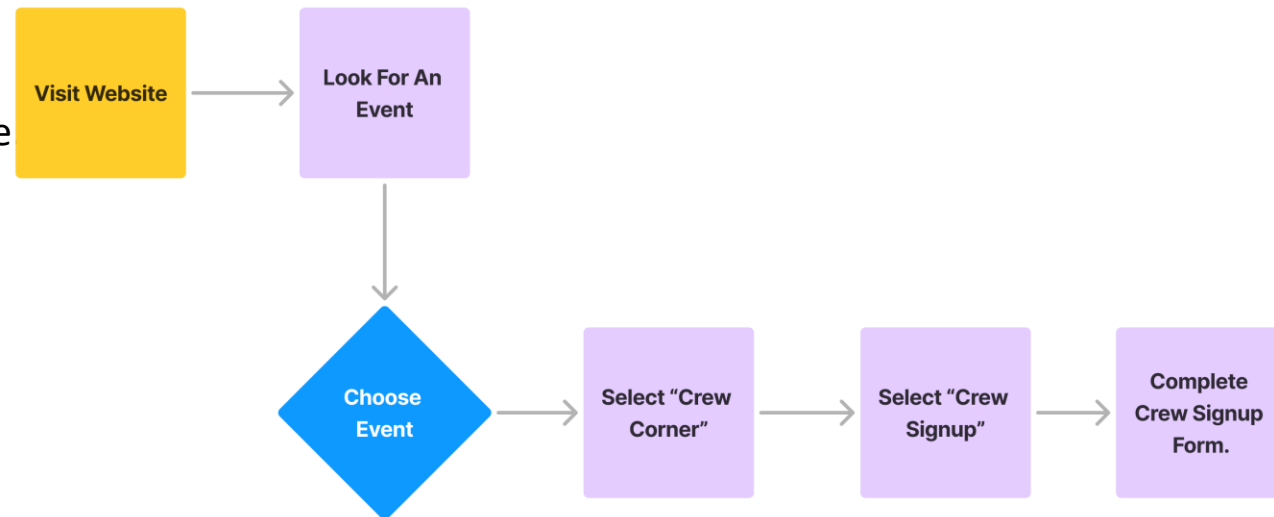 Visit Website
Look For An
Event
e.
Choose
Event
Select “Crew
Corner”
Select “Crew
Signup”
Complete
Crew Signup
Form.